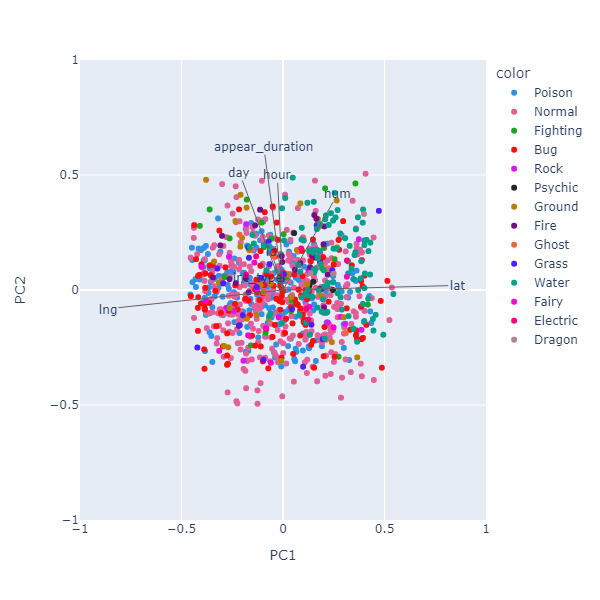 color
Poison
Normal
Fighting
Bug
Rock
Psychic
Ground
Fire
Ghost
Grass
Water
Fairy
Electric
Dragon
1
0.5
0
−0.5
−1
PC2
appear_duration
day
hour
num
lat
lng
−1
−0.5
0
0.5
1
PC1